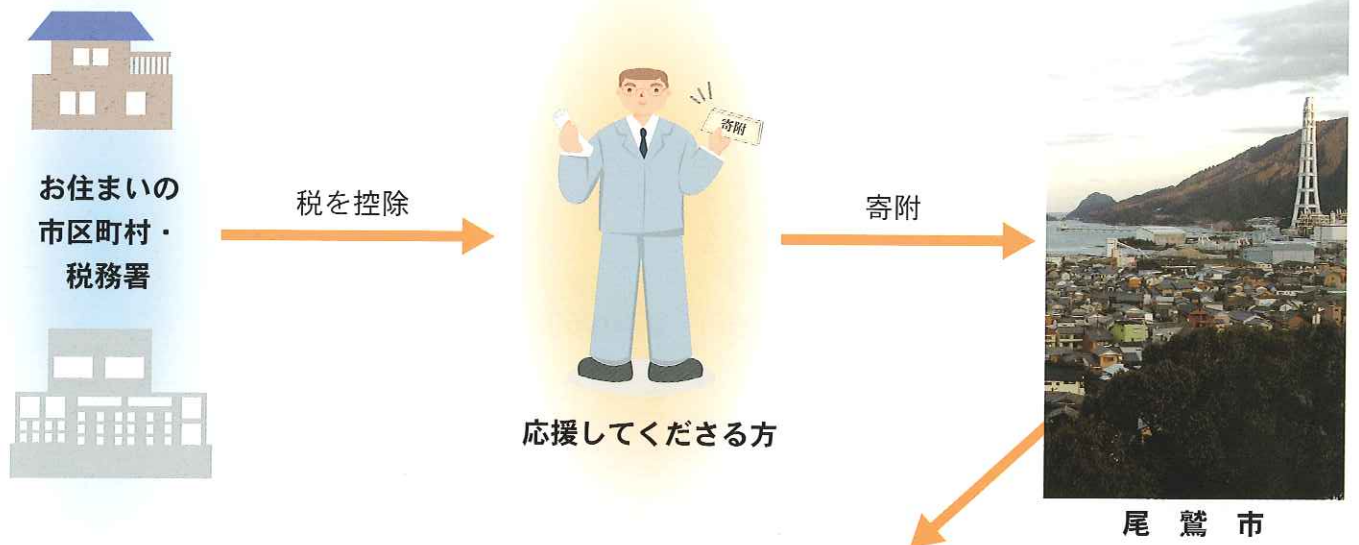 お住まいの
市区町村・
税務署
税を控除
寄附
応援してくださる方
寄附
尾鷲市